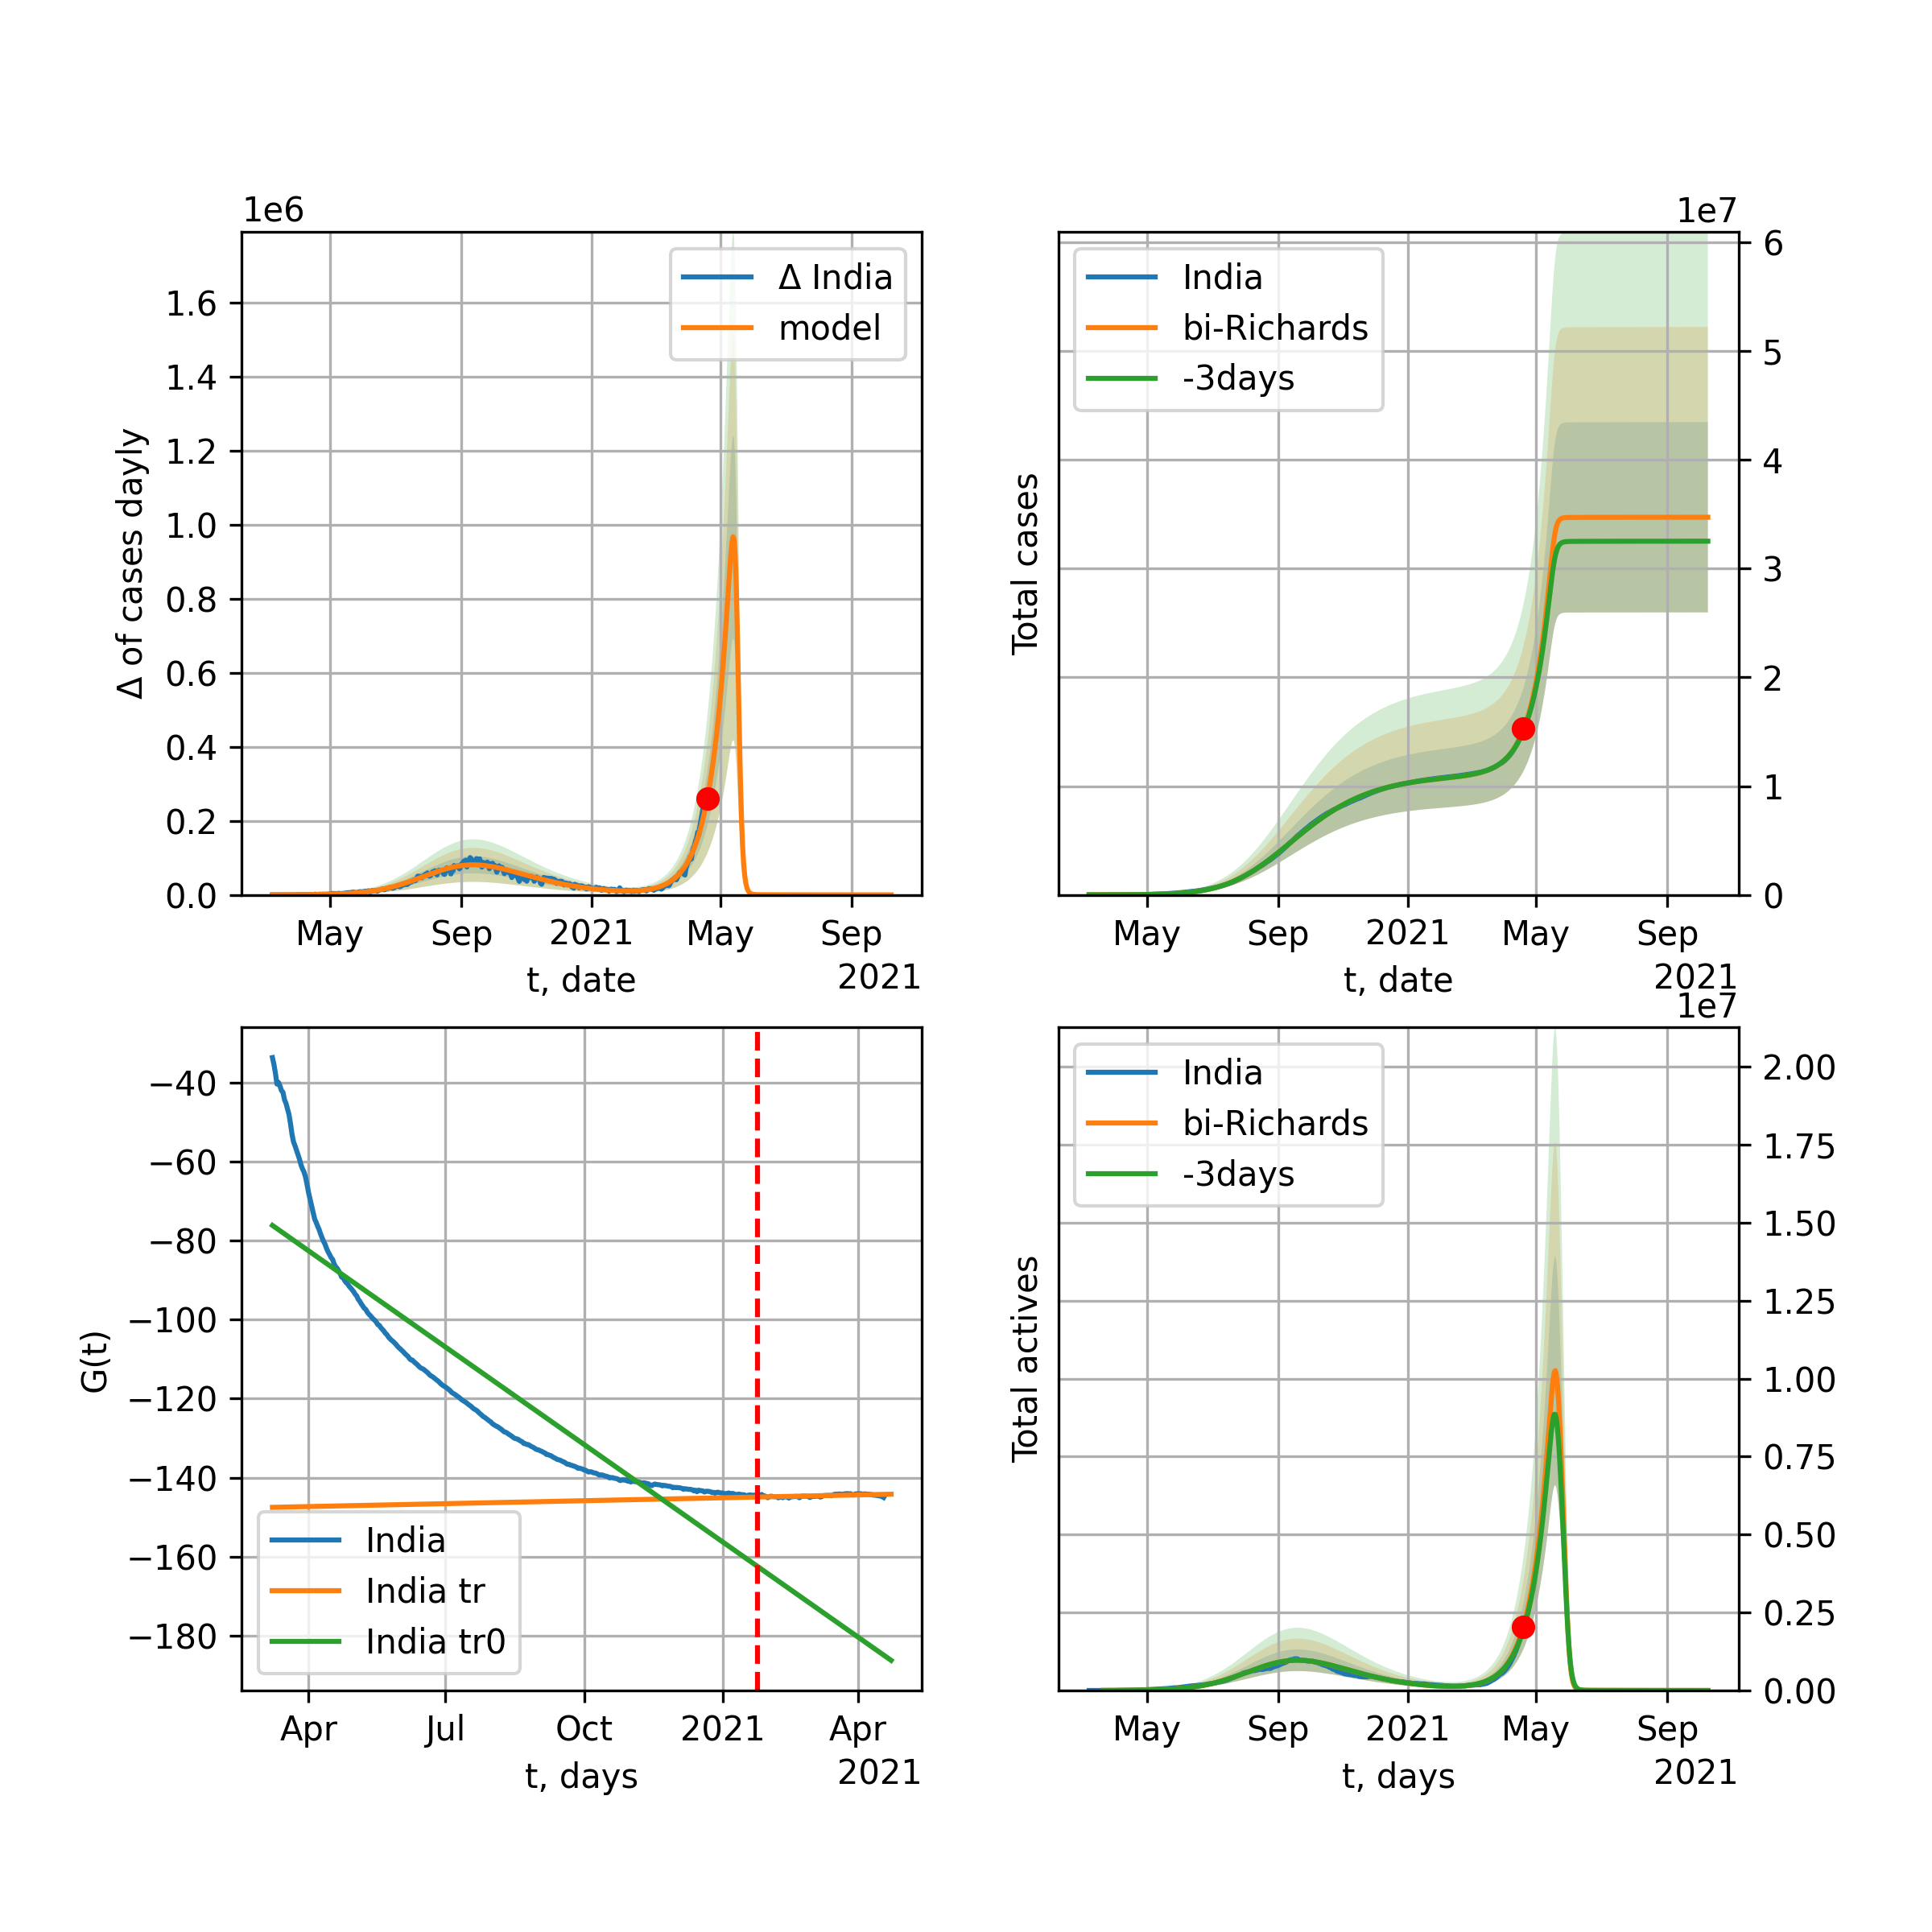 1e6
Δ India
model
1.6
1.4
1.2
1.0
0.8
0.6
0.4
0.2
0.0
Δ of cases dayly
May Sep 2021 May Sep
t, date
2021
1e7
India
bi-Richards
-3days
6
5
4
3
2
1
0
Total cases
May Sep 2021 May Sep
t, date
2021
−40
−60
−80
−100
−120
−140
−160
−180
G(t)
India
India tr
India tr0
Apr Jul Oct 2021 Apr
t, days
2021
1e7
India
bi-Richards
-3days
2.00
1.75
1.50
1.25
1.00
0.75
0.50
0.25
0.00
Total actives
May Sep 2021 May Sep
t, days
2021